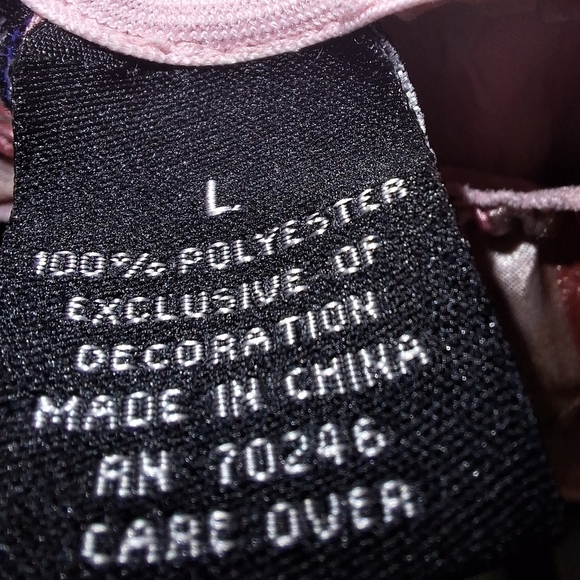 L
100% POLYESTER
EXCLUSIVE OF
DECORATION
MADE IN CHINA
RN 70246
CARE OVER